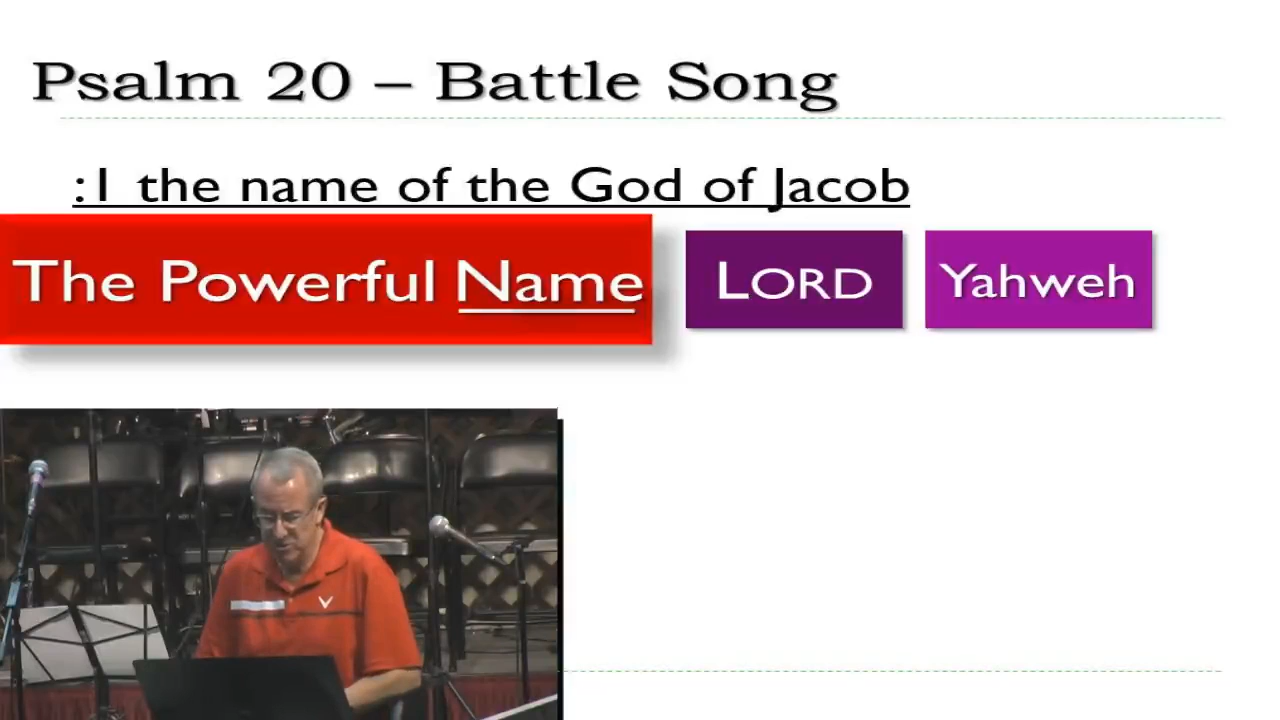 Psalm 20 – Battle Song
:1 the name of the God of Jacob
The Powerful Name
LORD
Yahweh